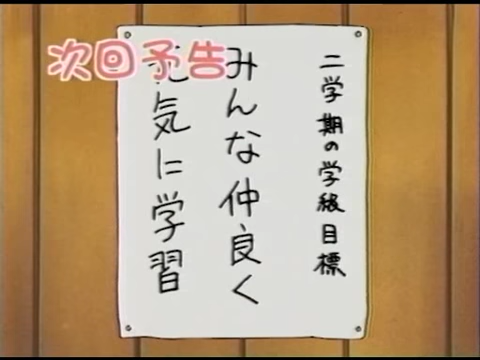 次回予告
二学期の学級目標
みんな仲良く
元気に学習